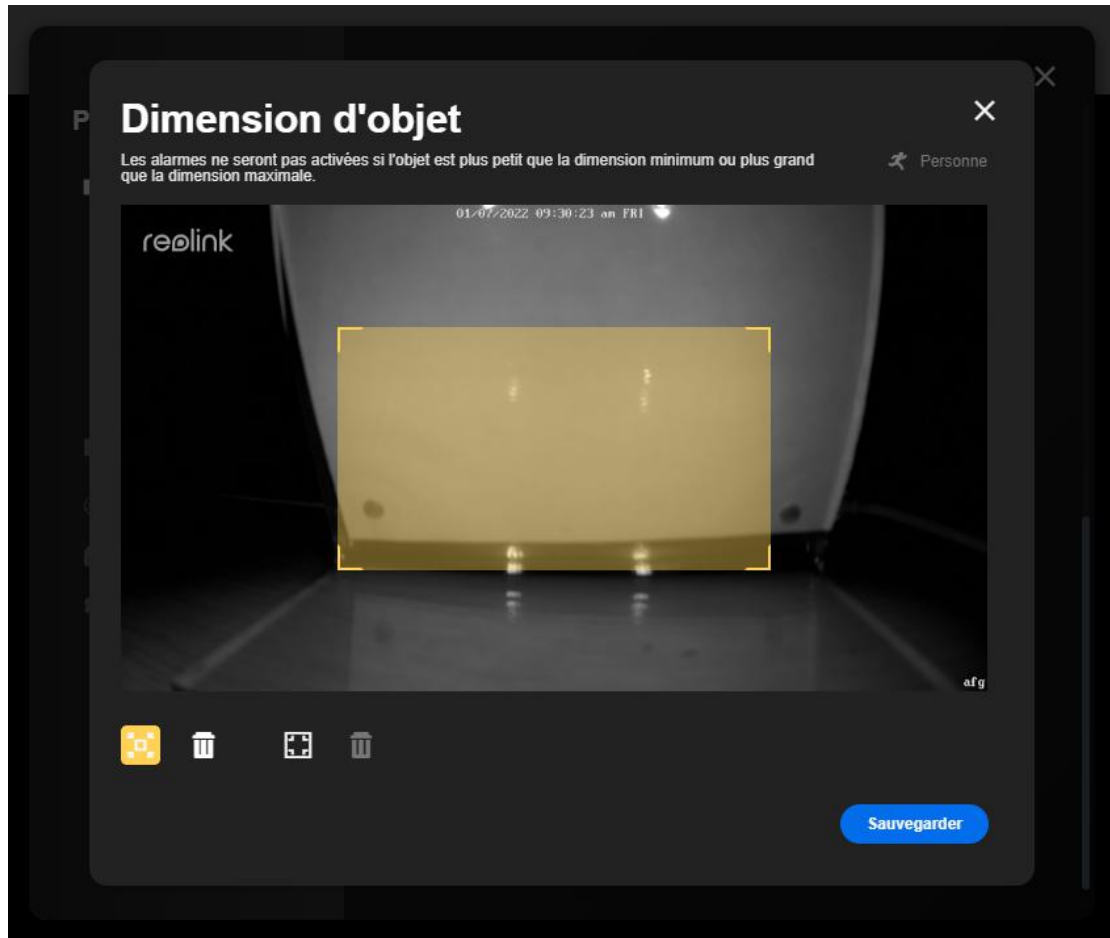 P
Dimension d'objet
Les alarmes ne seront pas activées si l'objet est plus petit que la dimension minimum ou plus grand
que la dimension maximale.
Personne
01/07/2022 09:30:23 am FRI
reolink
afg
Sauvegarder